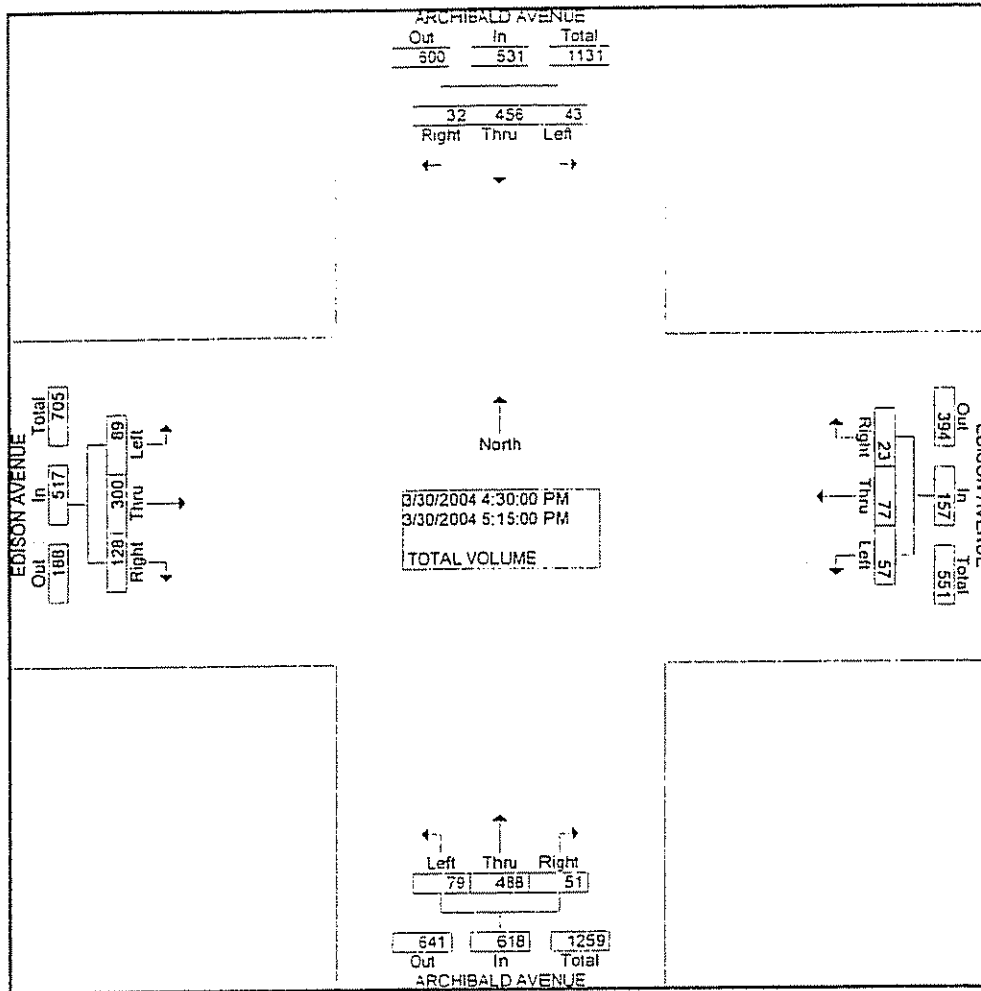 ARCHIBALD AVENUE
Out In Total
600 531 1131
32 456 43
Right Thru Left
EDISON AVENUE
Total In Out
705 517 188
89 300 128
Left Thru Right
North
3/30/2004 4:30:00 PM
3/30/2004 5:15:00 PM
TOTAL VOLUME
EDISON AVENUE
Out In Total
394 157 551
23 77 57
Right Thru Left
Left Thru Right
79 488 51
641 618 1259
Out In Total
ARCHIBALD AVENUE